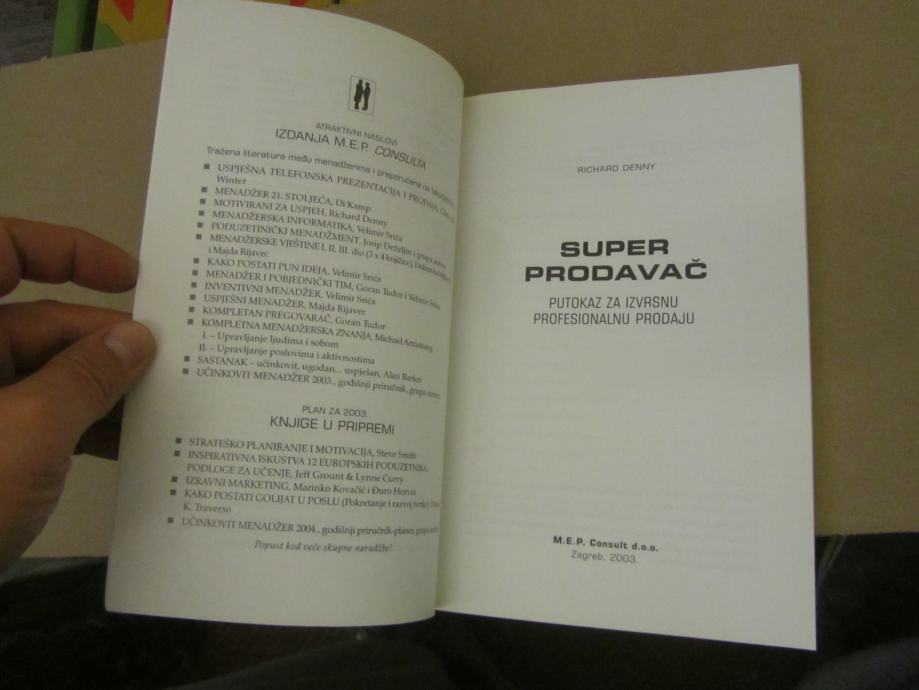 ATRAKTIVNI NASLOVI
IZDANJA M.E.P. CONSULTA
Tražena literatura među menadžerima i preporučena na
■ USPJEŠNA TELEFONSKA PREZENTACIJA I PRODAJA,
Winter
■ MENADŽER 21. STOLJEĆA, Di Kamp
■ MOTIVIRANI ZA USPJEH, Richard Denny
■ MENADŽERSKA INFORMATIKA, Velimir Srića
■ PODUZETINIČKI MENADŽMENT, Josip Deželjin i grupa autora
■ MENADŽERSKE VJEŠTINE I, II, III. dio (3 x 4 knjižice),
i Majda Rijavec
■ KAKO POSTATI PUN IDEJA, Velimir Srića
■ MENADŽER I POBJEDNIČKI TIM, Goran Tudor i Velimir Srića
■ INVENTIVNI MENADŽER, Velimir Srića
■ USPJEŠNI MENADŽER, Majda Rijavec
■ KOMPLETAN PREGOVARAČ, Goran Tudor
■ KOMPLETNA MENADŽERSKA ZNANJA, Michael Armstrong
I. – Upravljanje ljudima i sobom
II. – Upravljanje poslovima i aktivnostima
■ SASTANAK – učinkovit, ugodan... uspješan, Alan Barker
■ UČINKOVIT MENADŽER 2003., godišnji priručnik, grupa autora
PLAN ZA 2003.
KNJIGE U PRIPREMI
■ STRATEŠKO PLANIRANJE I MOTIVACIJA, Steve Smith
■ INSPIRATIVNA ISKUSTVA 12 EUROPSKIH PODUZETNIKA.
PODLOGE ZA UČENJE, Jeff Grount & Lynne Curry
■ IZRAVNI MARKETING, Marinko Kovačić i Đuro Horvat
■ KAKO POSTATI GOLIJAT U POSLU (Pokretanje i razvoj tvrtke),
K. Traverso
■ UČINKOVIT MENADŽER 2004., godišnji priručnik-planer, grupa autora
Popust kod veće skupne narudžbe!
RICHARD DENNY
SUPER
PRODAVAČ
PUTOKAZ ZA IZVRSNU
PROFESIONALNU PRODAJU
M.E.P. Consult d.o.o.
Zagreb, 2003.